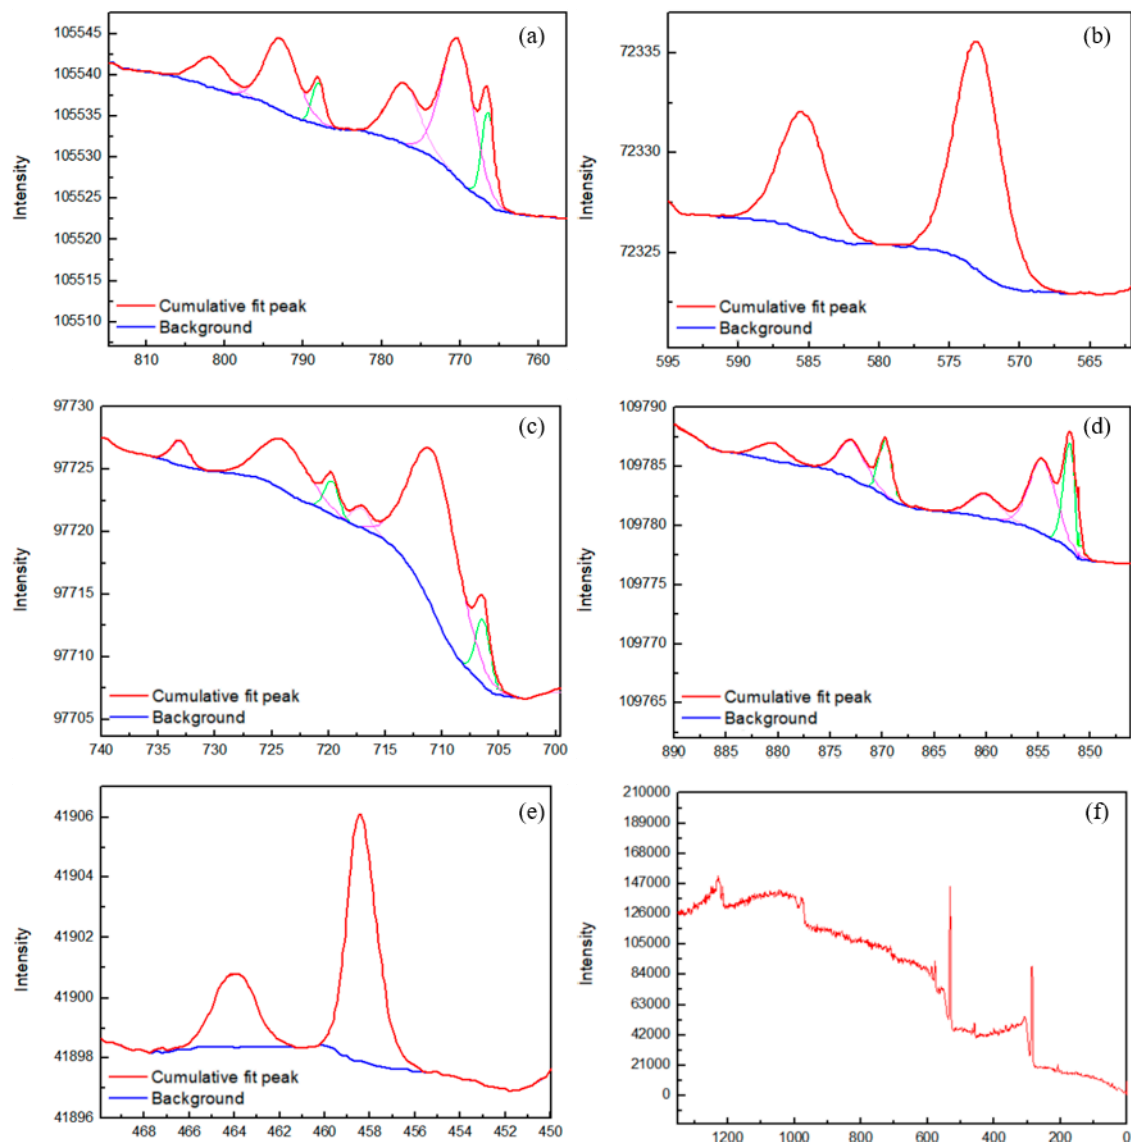 (a)
105545
105540
105535
105530
105525
105520
105515
105510
Intensity
Cumulative fit peak
Background
810 800 790 780 770 760
(b)
72335
72330
72325
Intensity
Cumulative fit peak
Background
595 590 585 580 575 570 565
(c)
97730
97725
97720
97715
97710
97705
Intensity
Cumulative fit peak
Background
740 735 730 725 720 715 710 705 700
(d)
109790
109785
109780
109775
109770
109765
Intensity
Cumulative fit peak
Background
890 885 880 875 870 865 860 855 850
(e)
41906
41904
41902
41900
41898
41896
Intensity
Cumulative fit peak
Background
468 466 464 462 460 458 456 454 452 450
(f)
210000
189000
168000
147000
126000
105000
84000
63000
42000
21000
0
Intensity
1200 1000 800 600 400 200 0